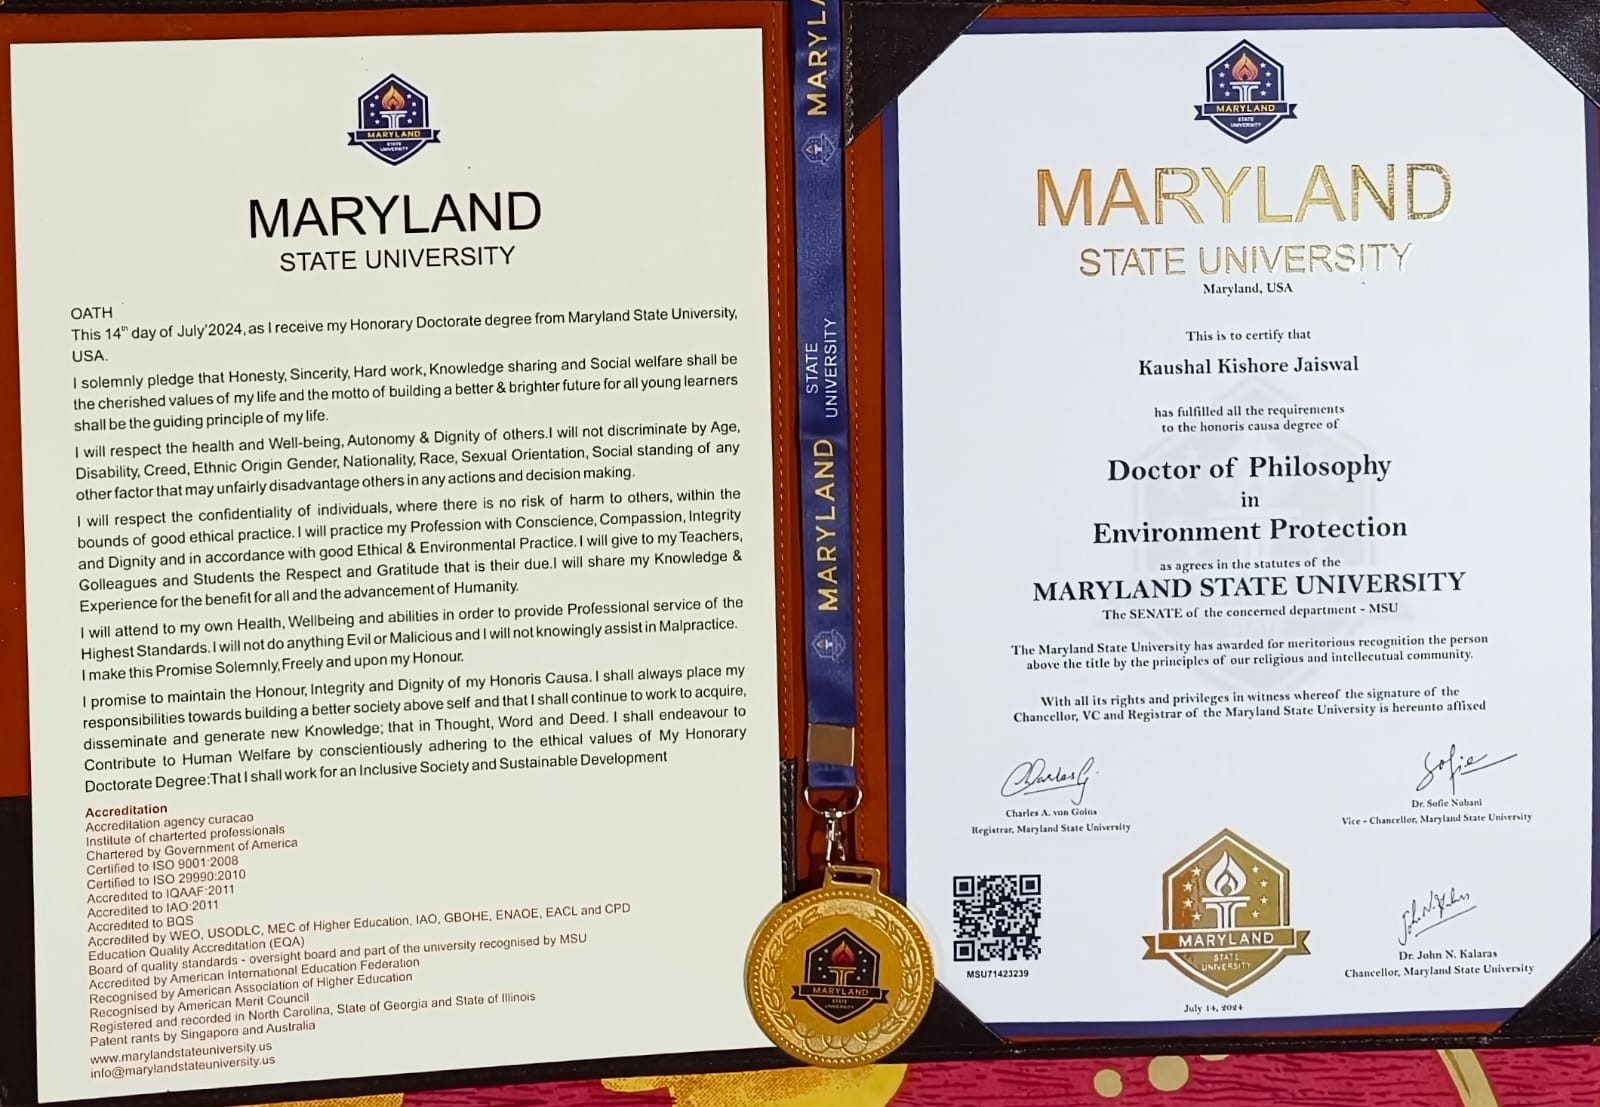 MARYLAND
STATE
UNIVERSITY
MARYLAND
STATE UNIVERSITY
OATH
This 14th day of July'2024, as I receive my Honorary Doctorate degree from Maryland State University,
USA.
I solemnly pledge that Honesty, Sincerity, Hard work, Knowledge sharing and Social welfare shall be
the cherished values of my life and the motto of building a better & brighter future for all young learners
shall be the guiding principle of my life.
I will respect the health and Well-being, Autonomy & Dignity of others.I will not discriminate by Age,
Disability, Creed, Ethnic Origin Gender, Nationality, Race, Sexual Orientation, Social standing of any
other factor that may unfairly disadvantage others in any actions and decision making.
I will respect the confidentiality of individuals, where there is no risk of harm to others, within the
bounds of good ethical practice. I will practice my Profession with Conscience, Compassion, Integrity
and Dignity and in accordance with good Ethical & Environmental Practice. I will give to my Teachers,
Golleagues and Students the Respect and Gratitude that is their due.I will share my Knowledge &
Experience for the benefit for all and the advancement of Humanity.
I will attend to my own Health, Wellbeing and abilities in order to provide Professional service of the
Highest Standards. I will not do anything Evil or Malicious and I will not knowingly assist in Malpractice.
I make this Promise Solemnly, Freely and upon my Honour.
I promise to maintain the Honour, Integrity and Dignity of my Honoris Causa. I shall always place my
responsibilities towards building a better society above self and that I shall continue to work to acquire,
disseminate and generate new Knowledge; that in Thought, Word and Deed. I shall endeavour to
Contribute to Human Welfare by conscientiously adhering to the ethical values of My Honorary
Doctorate Degree:That I shall work for an Inclusive Society and Sustainable Development
Accreditation
Accreditation agency curacao
Institute of charterted professionals
Chartered by Government of America
Certified to ISO 9001:2008
Certified to ISO 29990:2010
Accredited to IQAAF:2011
Accredited to IAO:2011
Accredited to BQS
Accredited by WEO, USODLC, MEC of Higher Education, IAO, GBOHE, ENAOE, EACL and CPD
Education Quality Accreditation (EQA)
Board of quality standards - oversight board and part of the university recognised by MSU
Accredited by American International Education Federation
Recognised by American Association of Higher Education
Recognised by American Merit Council
Registered and recorded in North Carolina, State of Georgia and State of Illinois
Patent rants by Singapore and Australia
www.marylandstateuniversity.us
info@marylandstateuniversity.us
MARYLA
STATE
UNIVERSITY
MARYLAND
MARYLAND
STATE
UNIVERSITY
MARYLAND
STATE
UNIVERSITY
MARYLAND
STATE UNIVERSITY
Maryland, USA
This is to certify that
Kaushal Kishore Jaiswal
has fulfilled all the requirements
to the honoris causa degree of
Doctor of Philosophy
in
Environment Protection
as agrees in the statutes of the
MARYLAND STATE UNIVERSITY
The SENATE of the concerned department - MSU
The Maryland State University has awarded for meritorious recognition the person
above the title by the principles of our religious and intellecutual community.
With all its rights and privileges in witness whereof the signature of the
Chancellor, VC and Registrar of the Maryland State University is hereunto affixed
Charles G.
Charles A. von Goins
Registrar, Maryland State University
Sofie
Dr. Sofie Nubani
Vice - Chancellor, Maryland State University
MSU71423239
MARYLAND
STATE
UNIVERSITY
July 14, 2024
Dr. John N. Kalaras
Chancellor, Maryland State University